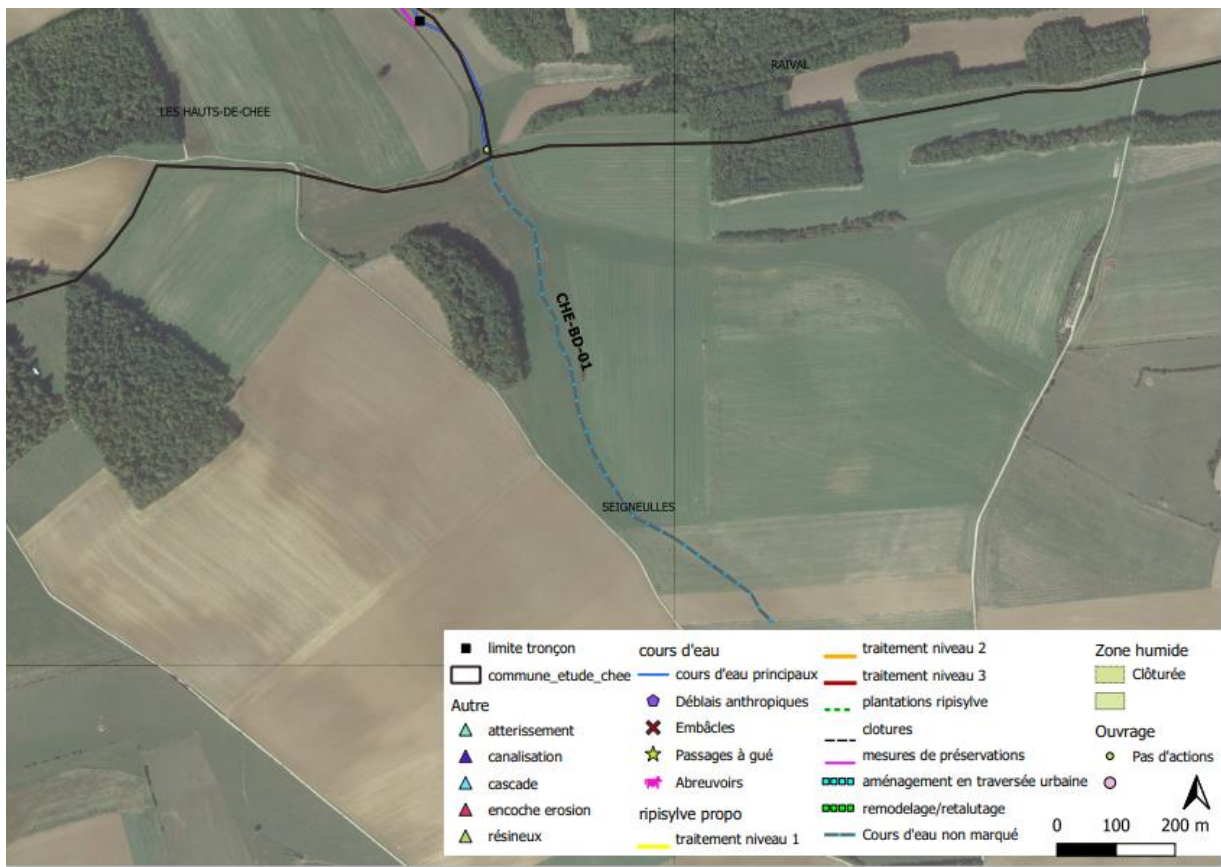 RAIVAL
LES HAUTS-DE-CHEE
CHE-BD-01
SEIGNEULLES
limite tronçon
commune_etude_chee
Autre
atterissement
canalisation
cascade
encoche erosion
résineux
cours d'eau
cours d'eau principaux
Déblais anthropiques
Embâcles
Passages à gué
Abreuvoirs
ripisylve propo
traitement niveau 1
traitement niveau 2
traitement niveau 3
plantations ripisylve
clotures
mesures de préservations
aménagement en traversée urbaine
remodelage/retalutage
Cours d'eau non marqué
Zone humide
Clôturée
Ouvrage
Pas d'actions
0 100 200 m